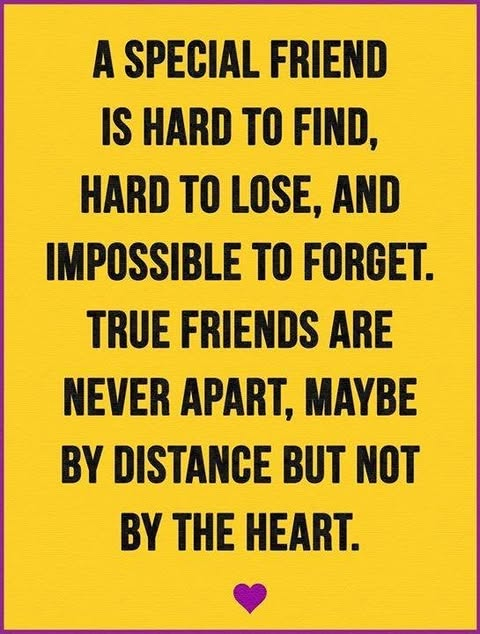 A SPECIAL FRIEND
IS HARD TO FIND,
HARD TO LOSE, AND
IMPOSSIBLE TO FORGET.
TRUE FRIENDS ARE
NEVER APART, MAYBE
BY DISTANCE BUT NOT
BY THE HEART.